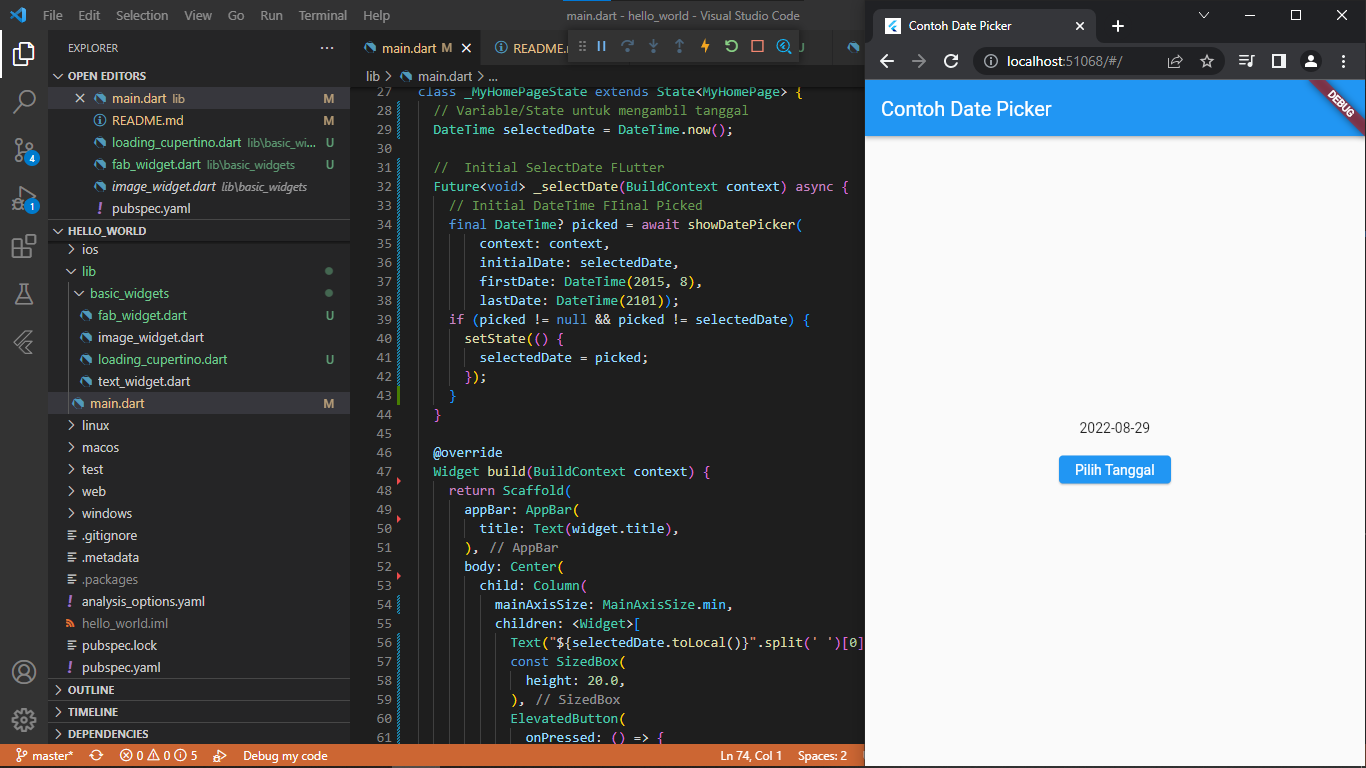 File Edit Selection View Go Run Terminal Help
main.dart - hello_world - Visual Studio Code
EXPLORER
OPEN EDITORS
main.dart lib M
README.md M
loading_cupertino.dart lib\basic_wi... U
fab_widget.dart lib\basic_widgets U
image_widget.dart lib\basic_widgets
! pubspec.yaml
HELLO_WORLD
ios
lib
basic_widgets
fab_widget.dart U
image_widget.dart
loading_cupertino.dart U
text_widget.dart
main.dart M
linux
macos
test
web
windows
.gitignore
.metadata
.packages
! analysis_options.yaml
hello_world.iml
pubspec.lock
! pubspec.yaml
OUTLINE
TIMELINE
DEPENDENCIES
4
1
main.dart M
README. U
lib > main.dart > ...
27 class _MyHomePageState extends State<MyHomePage> {
28 // Variable/State untuk mengambil tanggal
29 DateTime selectedDate = DateTime.now();
30
31 //  Initial SelectDate FLutter
32 Future<void> _selectDate(BuildContext context) async {
33 // Initial DateTime FIinal Picked
34 final DateTime? picked = await showDatePicker(
35 context: context,
36 initialDate: selectedDate,
37 firstDate: DateTime(2015, 8),
38 lastDate: DateTime(2101));
39 if (picked != null && picked != selectedDate) {
40 setState(() {
41 selectedDate = picked;
42 });
43 }
44 }
45
46 @override
47 Widget build(BuildContext context) {
48 return Scaffold(
49 appBar: AppBar(
50 title: Text(widget.title),
51 ), // AppBar
52 body: Center(
53 child: Column(
54 mainAxisSize: MainAxisSize.min,
55 children: <Widget>[
56 Text("${selectedDate.toLocal()}".split(' ')[0]
57 const SizedBox(
58 height: 20.0,
59 ), // SizedBox
60 ElevatedButton(
61 onPressed: () => {
master* 0 0 5 Debug my code Ln 74, Col 1 Spaces: 2
Contoh Date Picker
localhost:51068/#/
Contoh Date Picker
DEBUG
2022-08-29
Pilih Tanggal